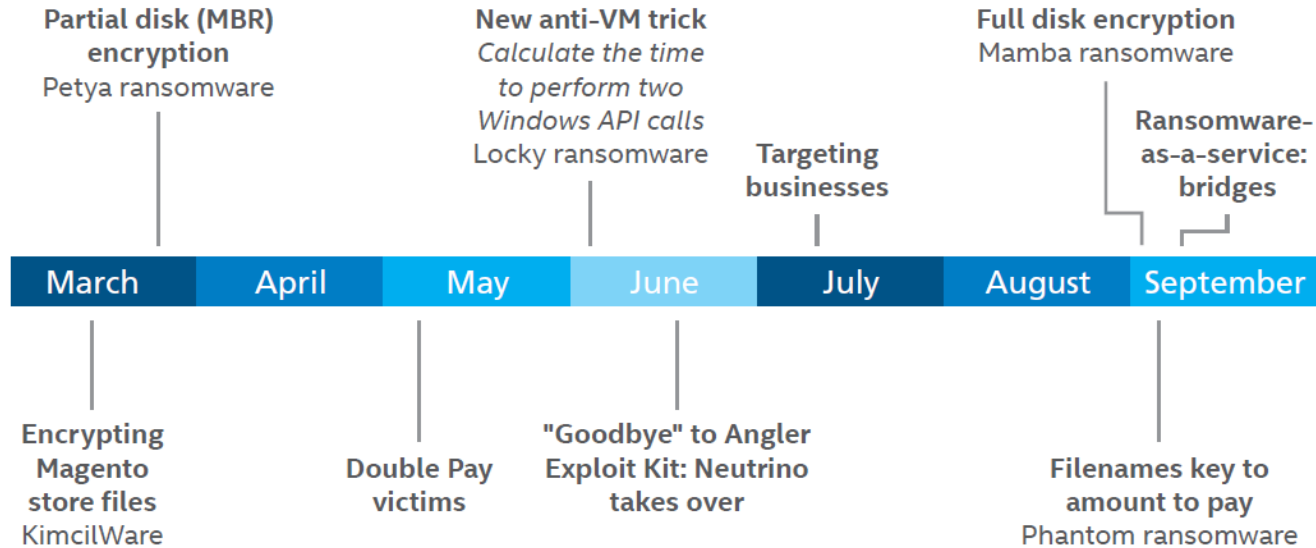 Partial disk (MBR)
encryption
Petya ransomware
New anti-VM trick
Calculate the time
to perform two
Windows API calls
Locky ransomware
Targeting
businesses
Full disk encryption
Mamba ransomware
Ransomware-
as-a-service:
bridges
March
April
May
June
July
August
September
Encrypting
Magento
store files
KimcilWare
Double Pay
victims
"Goodbye" to Angler
Exploit Kit: Neutrino
takes over
Filenames key to
amount to pay
Phantom ransomware